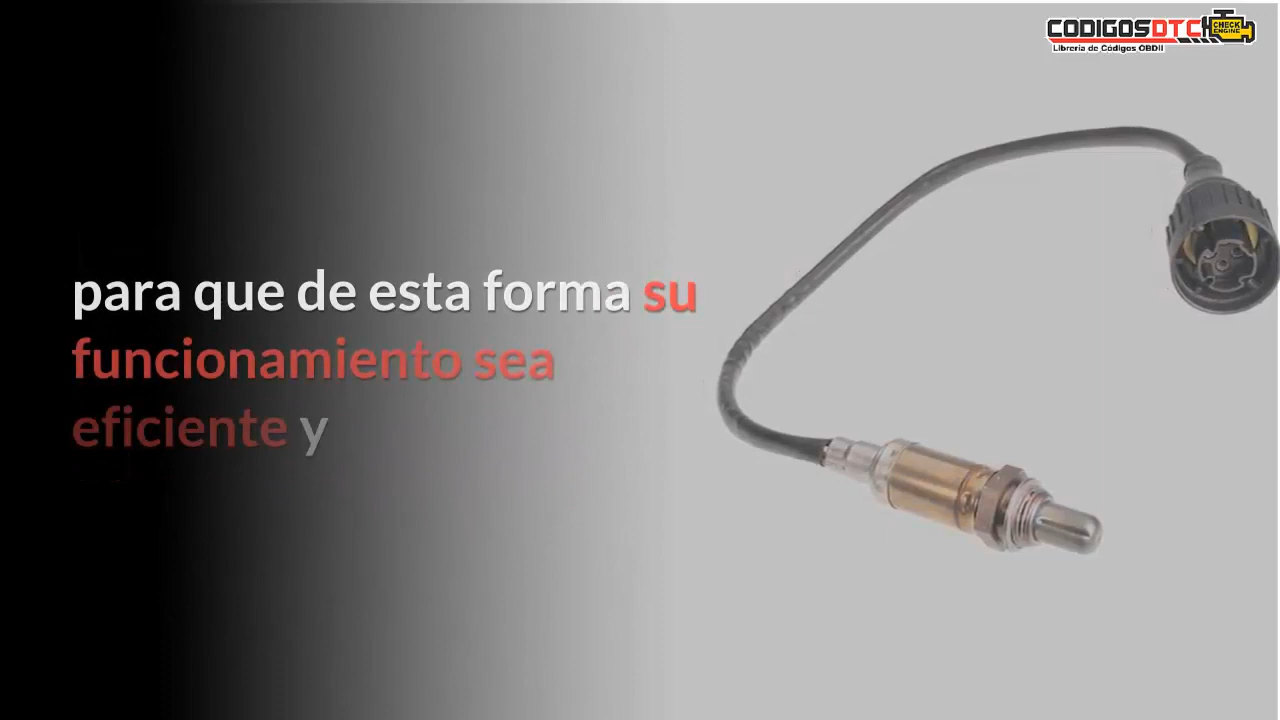 CODIGOSDTC
CHECK
ENGINE
Libreria de Códigos OBDII
para que de esta forma su
funcionamiento sea
eficiente y